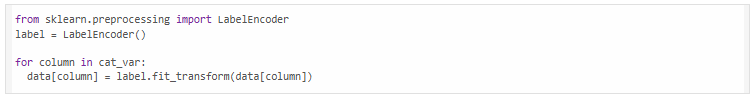 from sklearn.preprocessing import LabelEncoder
label = LabelEncoder()
for column in cat_var:
  data[column] = label.fit_transform(data[column])